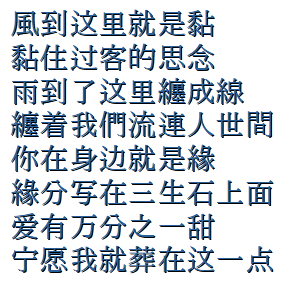 風到这里就是黏
黏住过客的思念
雨到了这里纏成線
纏着我們流連人世間
你在身边就是緣
緣分写在三生石上面
爱有万分之一甜
宁愿我就葬在这一点